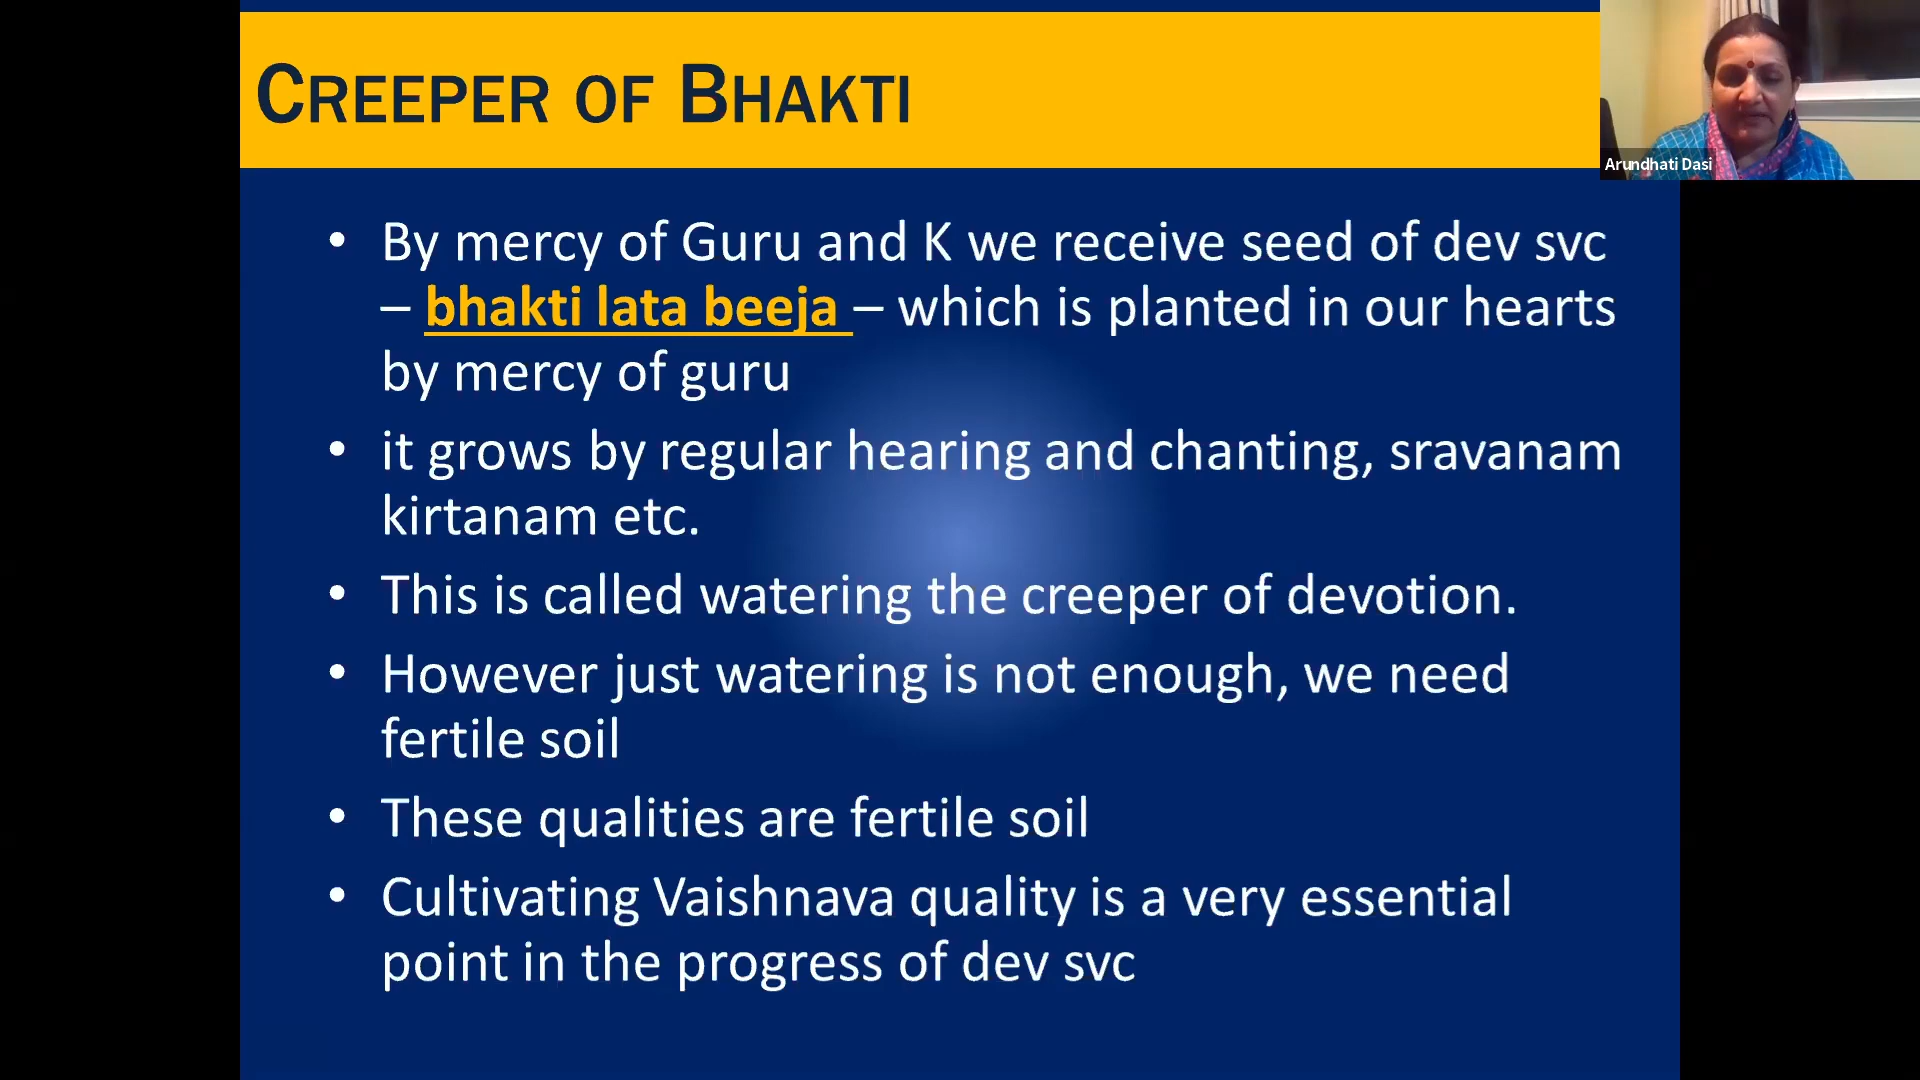 CREEPER OF BHAKTI
Arundhati Dasi
• By mercy of Guru and K we receive seed of dev svc
– bhakti lata beeja – which is planted in our hearts
by mercy of guru
• it grows by regular hearing and chanting, sravanam
kirtanam etc.
• This is called watering the creeper of devotion.
• However just watering is not enough, we need
fertile soil
• These qualities are fertile soil
• Cultivating Vaishnava quality is a very essential
point in the progress of dev svc